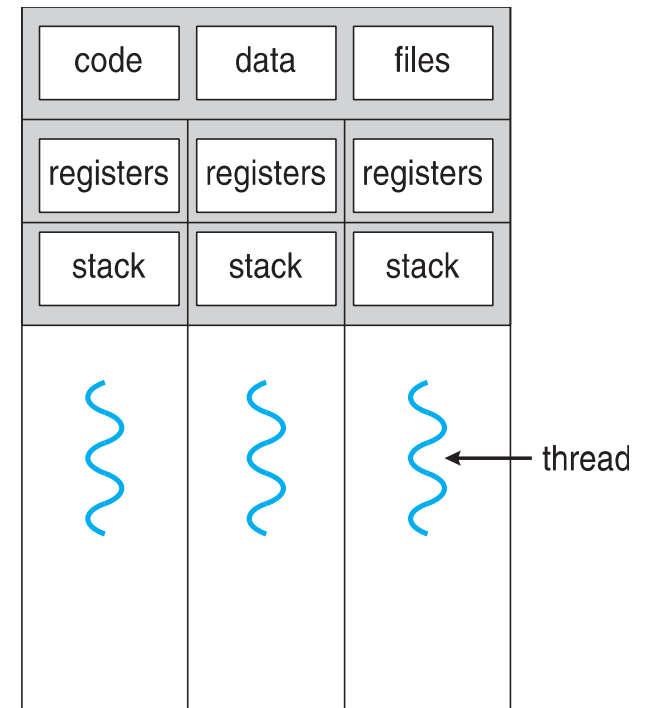 code data files
registers registers registers
stack stack stack
thread